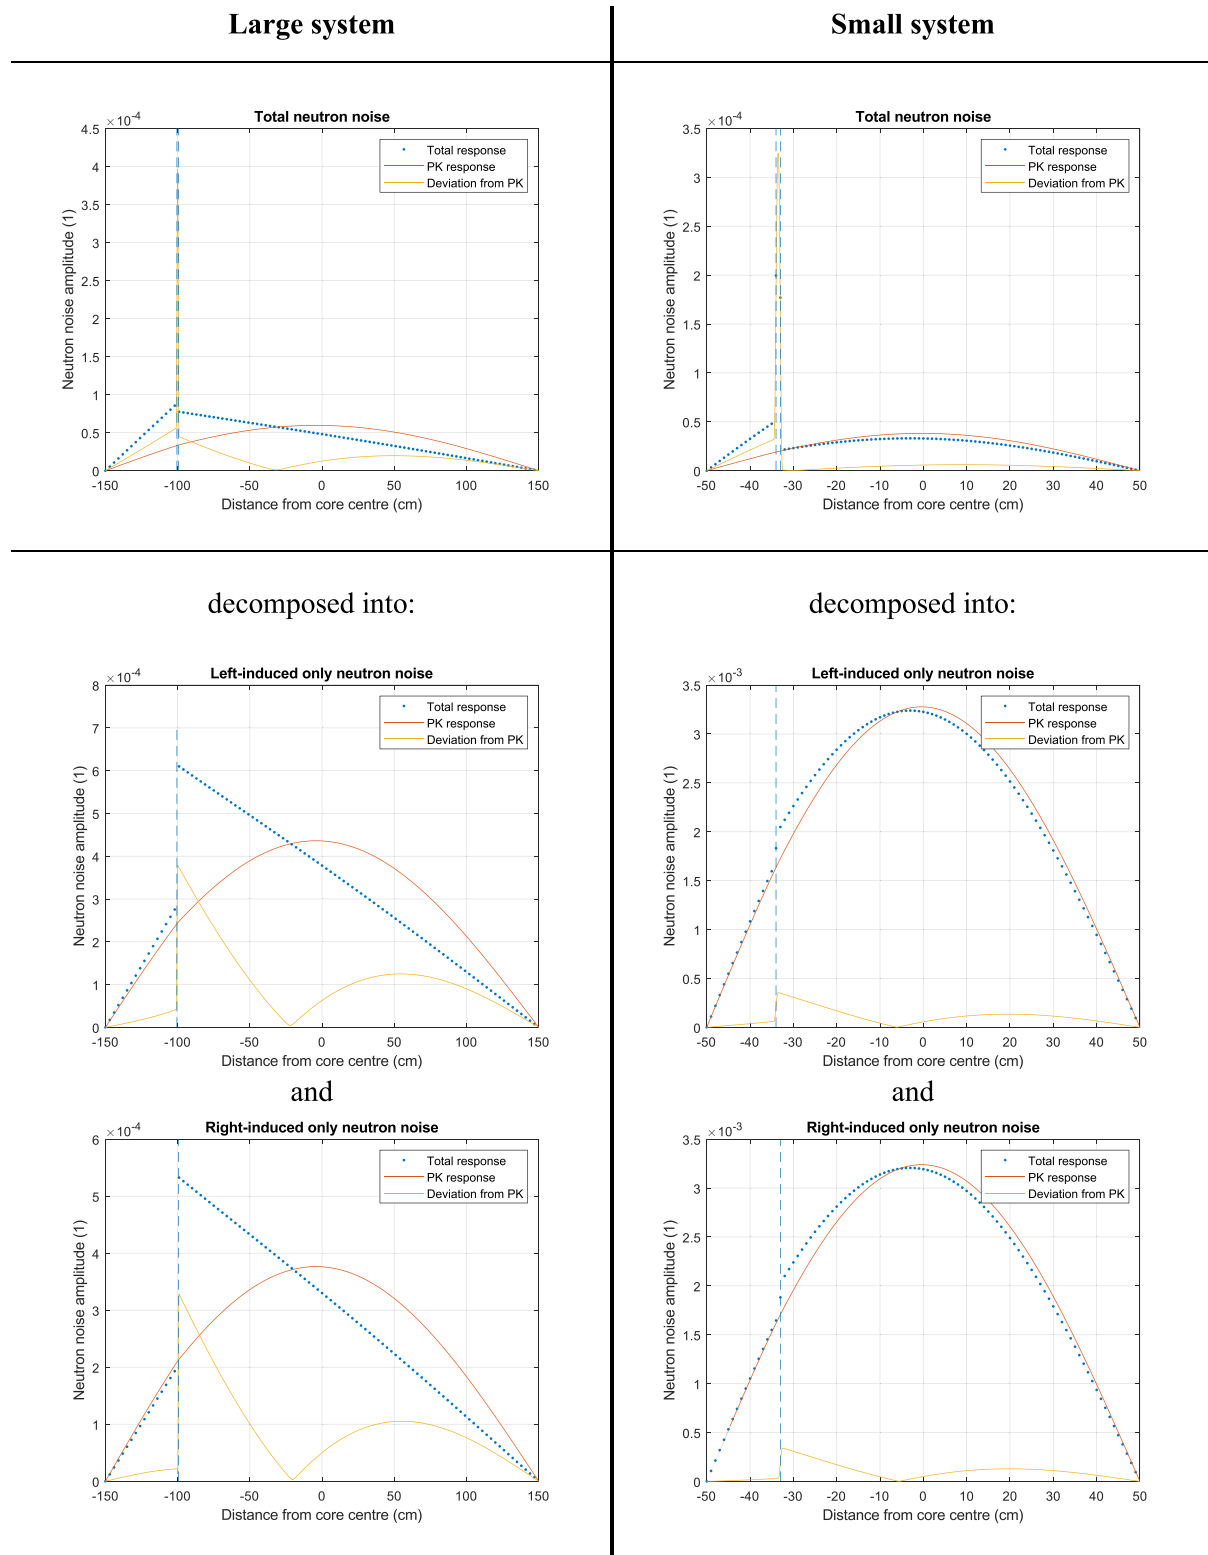 Large system
Small system
Total neutron noise
×10-4
4.5
4
3.5
3
2.5
2
1.5
1
0.5
0
Neutron noise amplitude (1)
Total response
PK response
Deviation from PK
-150 -100 -50 0 50 100 150
Distance from core centre (cm)
Total neutron noise
×10-4
3.5
3
2.5
2
1.5
1
0.5
0
Neutron noise amplitude (1)
Total response
PK response
Deviation from PK
-50 -40 -30 -20 -10 0 10 20 30 40 50
Distance from core centre (cm)
decomposed into:
decomposed into:
Left-induced only neutron noise
×10-4
8
7
6
5
4
3
2
1
0
Neutron noise amplitude (1)
Total response
PK response
Deviation from PK
-150 -100 -50 0 50 100 150
Distance from core centre (cm)
Left-induced only neutron noise
×10-3
3.5
3
2.5
2
1.5
1
0.5
0
Neutron noise amplitude (1)
Total response
PK response
Deviation from PK
-50 -40 -30 -20 -10 0 10 20 30 40 50
Distance from core centre (cm)
and
and
Right-induced only neutron noise
×10-4
6
5
4
3
2
1
0
Neutron noise amplitude (1)
Total response
PK response
Deviation from PK
-150 -100 -50 0 50 100 150
Distance from core centre (cm)
Right-induced only neutron noise
×10-3
3.5
3
2.5
2
1.5
1
0.5
0
Neutron noise amplitude (1)
Total response
PK response
Deviation from PK
-50 -40 -30 -20 -10 0 10 20 30 40 50
Distance from core centre (cm)